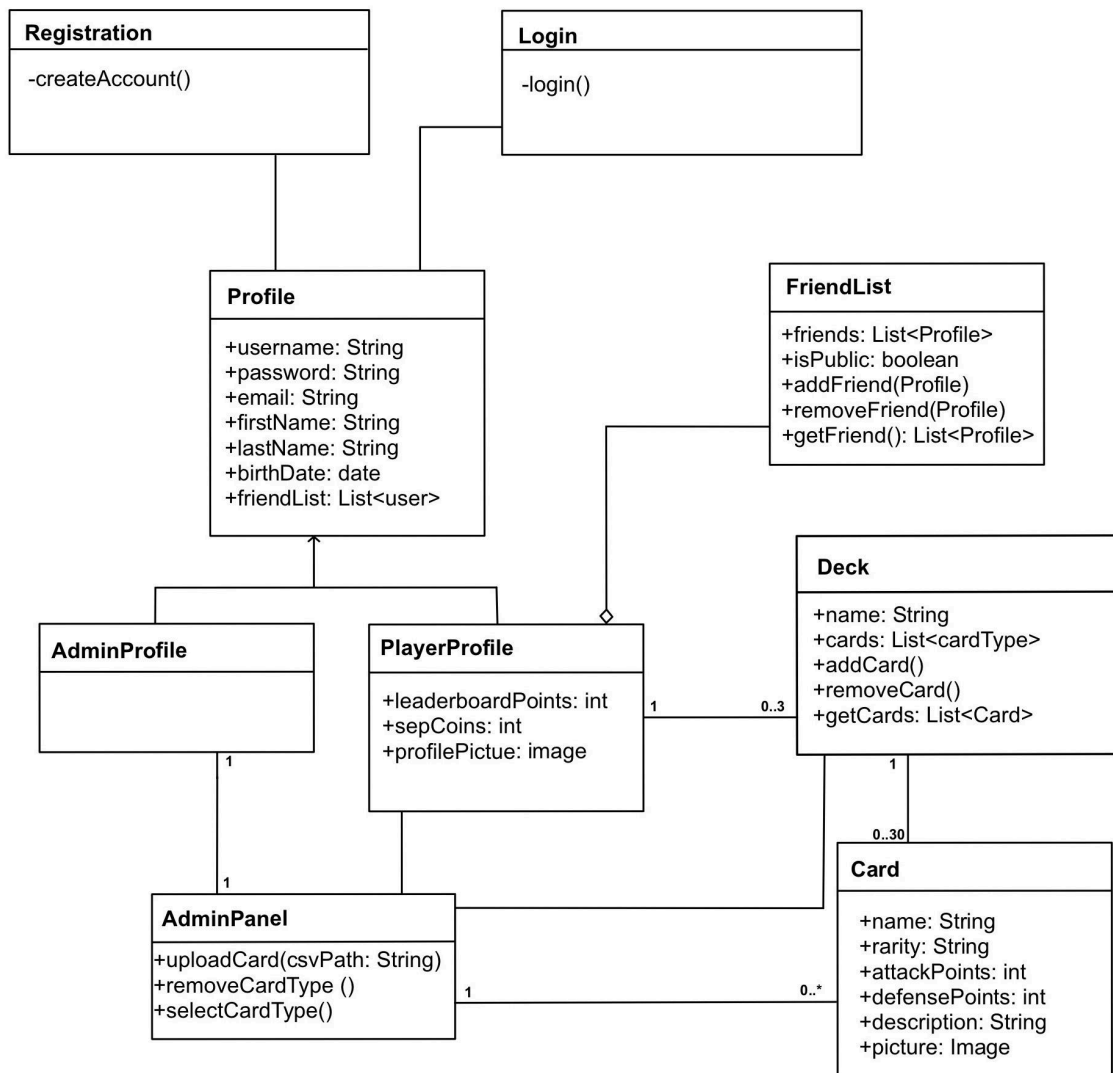 Registration
-createAccount()
Login
-login()
Profile
+username: String
+password: String
+email: String
+firstName: String
+lastName: String
+birthDate: date
+friendList: List<user>
FriendList
+friends: List<Profile>
+isPublic: boolean
+addFriend(Profile)
+removeFriend(Profile)
+getFriend(): List<Profile>
AdminProfile
PlayerProfile
+leaderboardPoints: int
+sepCoins: int
+profilePictue: image
1
0..3
Deck
+name: String
+cards: List<cardType>
+addCard()
+removeCard()
+getCards: List<Card>
1
1
1
0..30
AdminPanel
+uploadCard(csvPath: String)
+removeCardType ()
+selectCardType()
1
0..*
Card
+name: String
+rarity: String
+attackPoints: int
+defensePoints: int
+description: String
+picture: Image